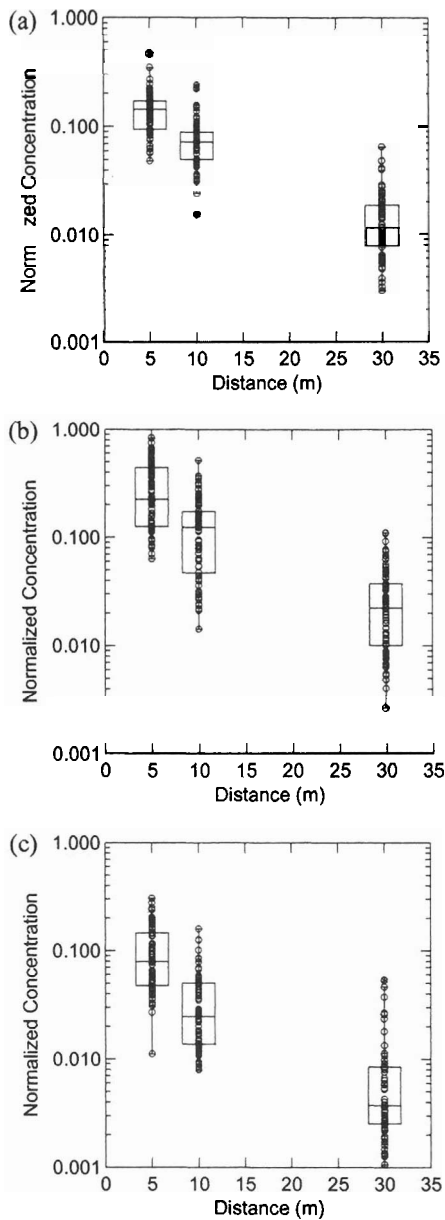 (a)
1.000
0.100
0.010
0.001
Norm zed Concentration
0 5 10 15 20 25 30 35
Distance (m)
(b)
1.000
0.100
0.010
0.001
Normalized Concentration
0 5 10 15 20 25 30 35
Distance (m)
(c)
1.000
0.100
0.010
0.001
Normalized Concentration
0 5 10 15 20 25 30 35
Distance (m)